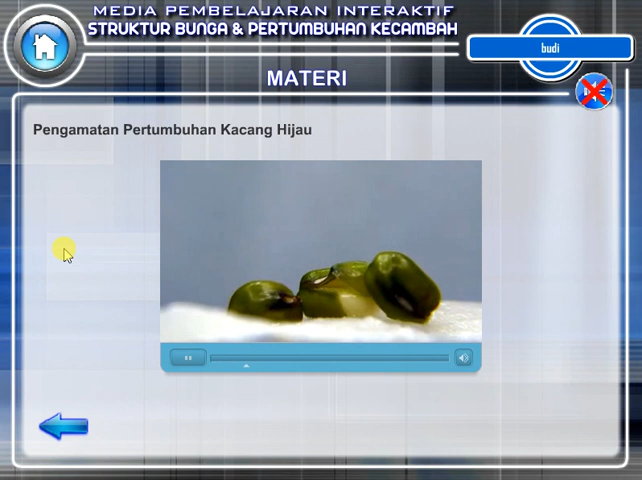 MEDIA PEMBELAJARAN INTERAKTIF
STRUKTUR BUNGA & PERTUMBUHAN KECAMBAH
budi
MATERI
Pengamatan Pertumbuhan Kacang Hijau